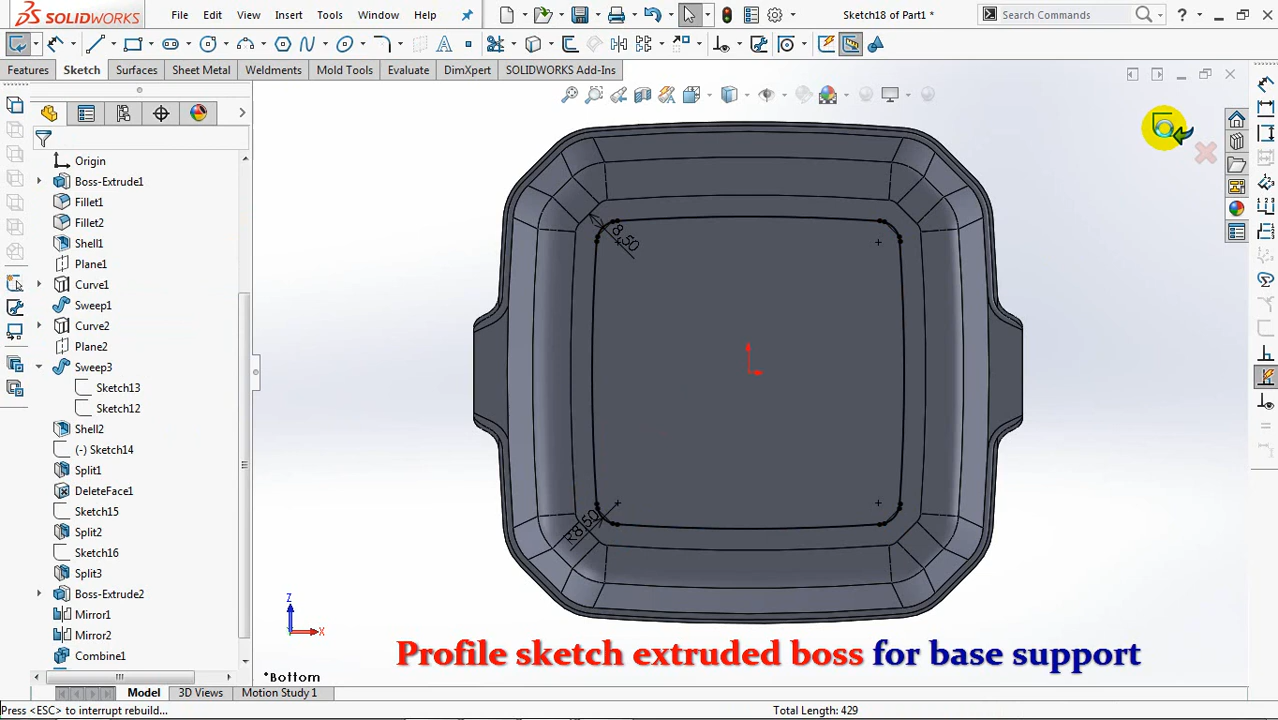 SOLIDWORKS
File
Edit
View
Insert
Tools
Window
Help
Sketch18 of Part1 *
Search Commands
?
Features
Sketch
Surfaces
Sheet Metal
Weldments
Mold Tools
Evaluate
DimXpert
SOLIDWORKS Add-Ins
Origin
Boss-Extrude1
Fillet1
Fillet2
Shell1
Plane1
Curve1
Sweep1
Curve2
Plane2
Sweep3
Sketch13
Sketch12
Shell2
(-) Sketch14
Split1
DeleteFace1
Sketch15
Split2
Sketch16
Split3
Boss-Extrude2
Mirror1
Mirror2
Combine1
8.50
R8.50
Z
X
*Bottom
Profile sketch extruded boss for base support
Model
3D Views
Motion Study 1
Press <ESC> to interrupt rebuild...
Total Length: 429